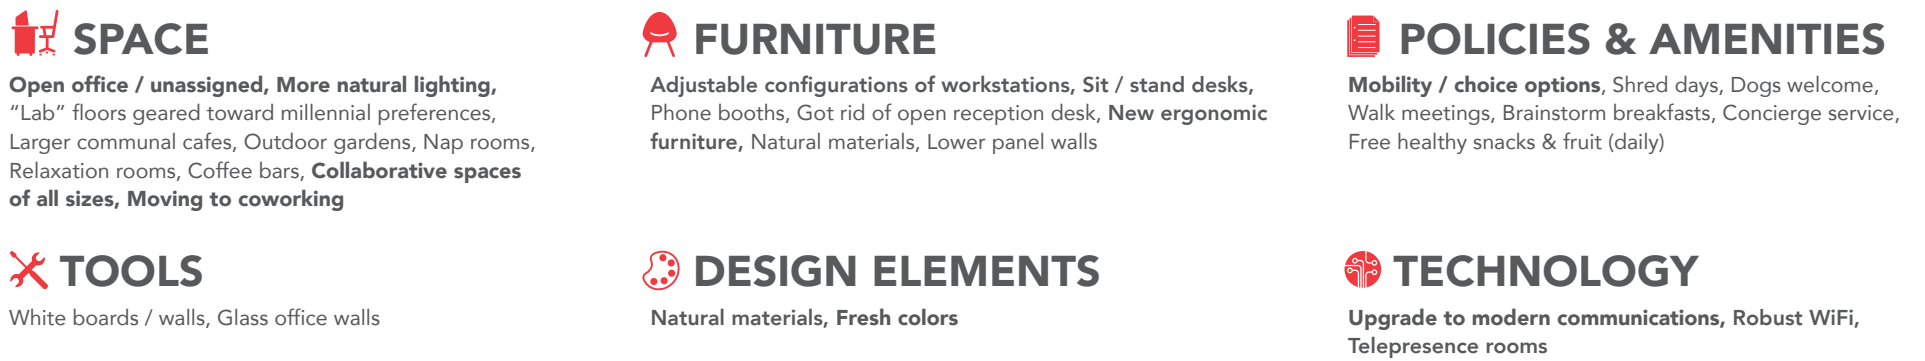 SPACE
Open office / unassigned, More natural lighting,
“Lab” floors geared toward millennial preferences,
Larger communal cafes, Outdoor gardens, Nap rooms,
Relaxation rooms, Coffee bars, Collaborative spaces
of all sizes, Moving to coworking
FURNITURE
Adjustable configurations of workstations, Sit / stand desks,
Phone booths, Got rid of open reception desk, New ergonomic
furniture, Natural materials, Lower panel walls
POLICIES & AMENITIES
Mobility / choice options, Shred days, Dogs welcome,
Walk meetings, Brainstorm breakfasts, Concierge service,
Free healthy snacks & fruit (daily)
TOOLS
White boards / walls, Glass office walls
DESIGN ELEMENTS
Natural materials, Fresh colors
TECHNOLOGY
Upgrade to modern communications, Robust WiFi,
Telepresence rooms